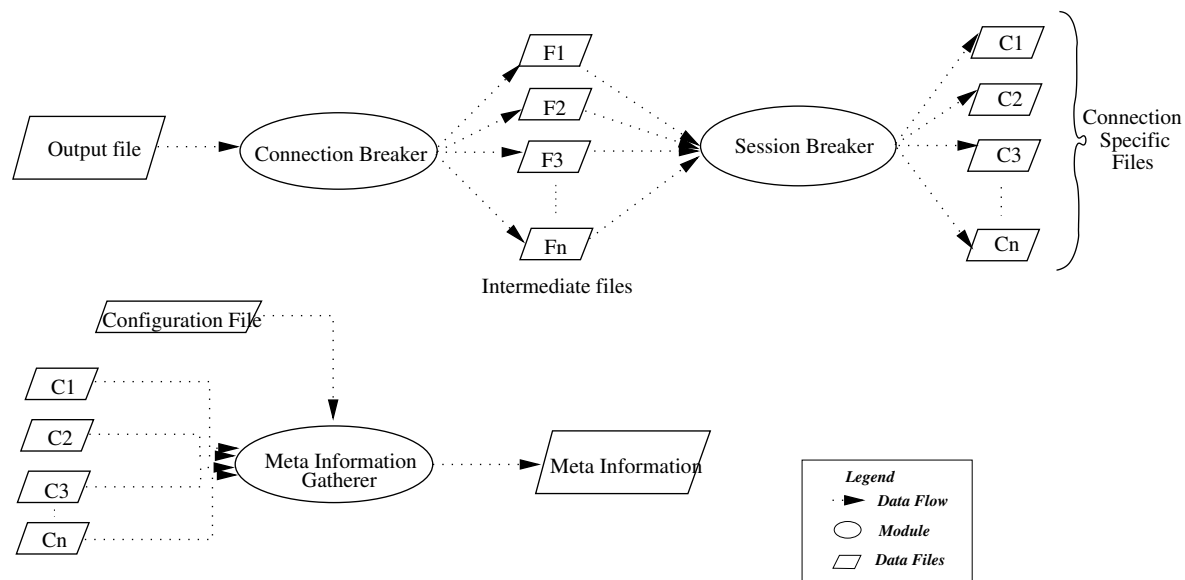 Output file
Connection Breaker
F1
F2
F3
Fn
Intermediate files
Session Breaker
C1
C2
C3
Cn
Connection
Specific
Files
Configuration File
C1
C2
C3
Cn
Meta Information
Gatherer
Meta Information
Legend
Data Flow
Module
Data Files